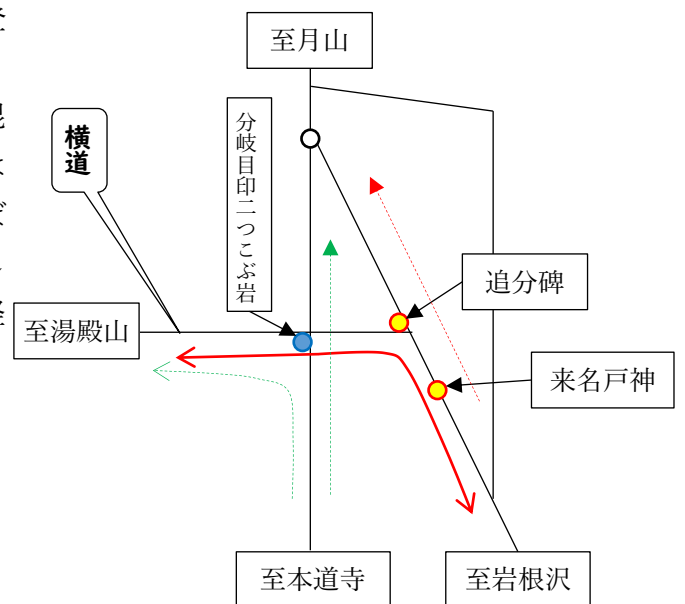 至月山
分岐目印二つこぶ岩
横道
追分碑
至湯殿山
来名戸神
至本道寺
至岩根沢